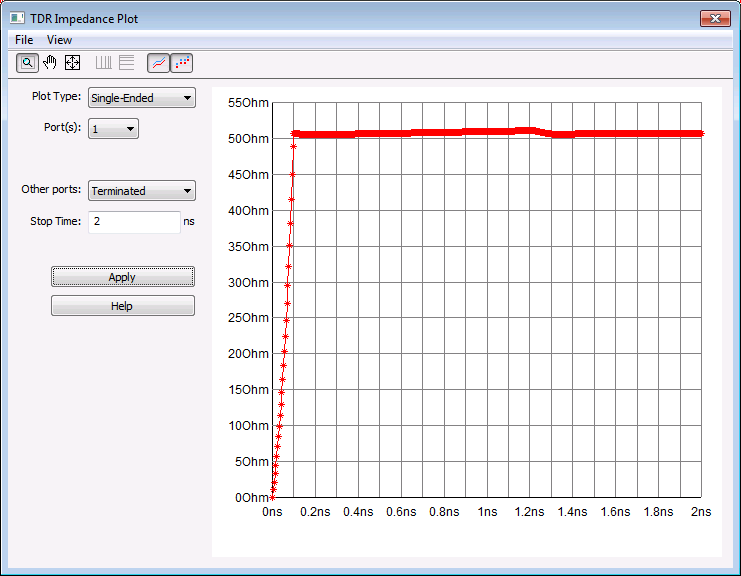 TDR Impedance Plot
File View
Plot Type: Single-Ended
Port(s): 1
Other ports: Terminated
Stop Time: 2 ns
Apply
Help
55Ohm
50Ohm
45Ohm
40Ohm
35Ohm
30Ohm
25Ohm
20Ohm
15Ohm
10Ohm
5Ohm
0Ohm
0ns 0.2ns 0.4ns 0.6ns 0.8ns 1ns 1.2ns 1.4ns 1.6ns 1.8ns 2ns